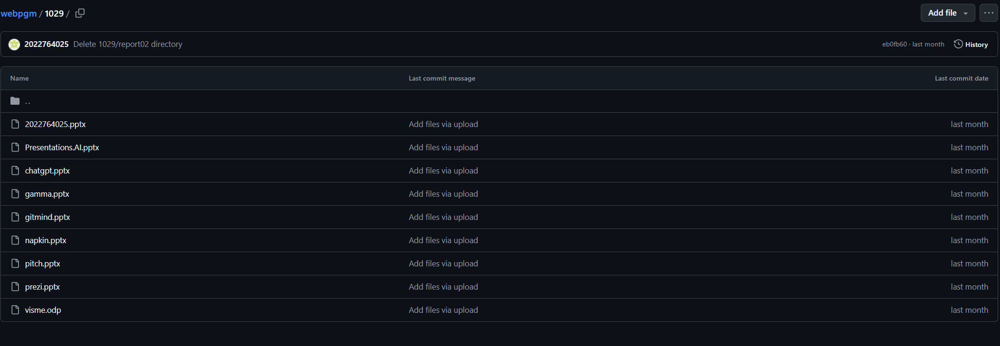 webpgm / 1029 /
Add file
2022764025 Delete 1029/report02 directory
eb0fb60 · last month
History
Name Last commit message Last commit date
..
2022764025.pptx Add files via upload last month
Presentations.AI.pptx Add files via upload last month
chatgpt.pptx Add files via upload last month
gamma.pptx Add files via upload last month
gitmind.pptx Add files via upload last month
napkin.pptx Add files via upload last month
pitch.pptx Add files via upload last month
prezi.pptx Add files via upload last month
visme.odp Add files via upload last month